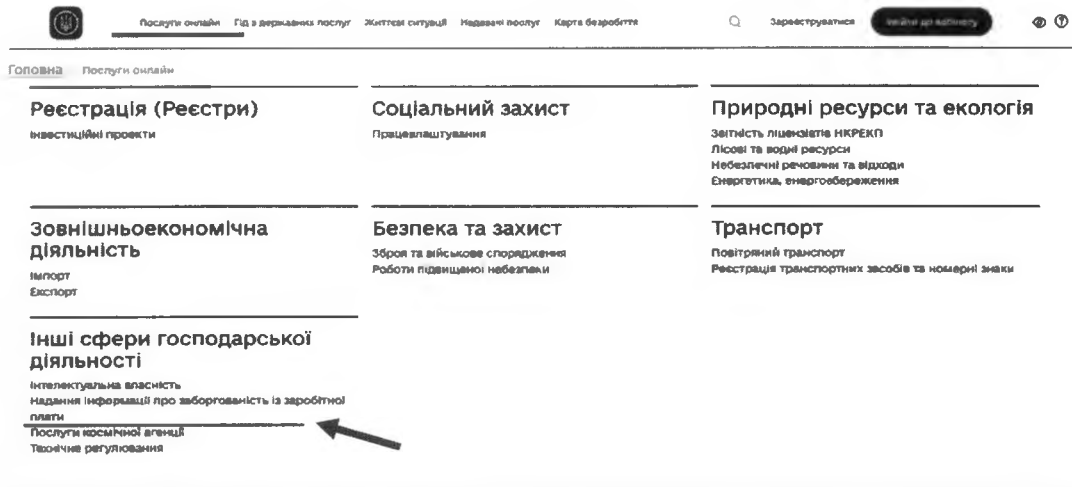 Послуги онлайн Гід з державних послуг Життєві ситуації Надавачі послуг Карта безробіття Зареєструватися Увійти до кабінету
Головна Послуги онлайн
Реєстрація (Реєстри)
Інвестиційні проекти
Соціальний захист
Працевлаштування
Природні ресурси та екологія
Звітність ліцензіатів НКРЕКП
Лісові та водні ресурси
Небезпечні речовини та відходи
Енергетика, енергозбереження
Зовнішньоекономічна
діяльність
Імпорт
Експорт
Безпека та захист
Зброя та військове спорядження
Роботи підвищеної небезпеки
Транспорт
Повітряний транспорт
Реєстрація транспортних засобів та номерні знаки
Інші сфери господарської
діяльності
Інтелектуальна власність
Надання інформації про заборгованість із заробітної
плати
Послуги космічної агенції
Технічне регулювання